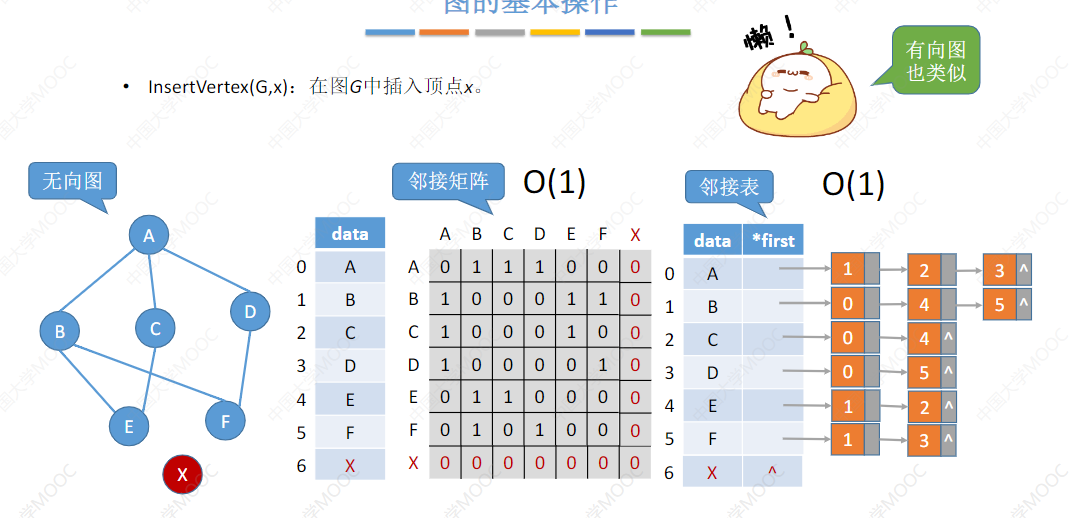 图的基本操作
懒！
有向图
也类似
• InsertVertex(G,x)：在图G中插入顶点x。
无向图
A
B
C
D
E
F
X
邻接矩阵 O(1)
data
0 A
1 B
2 C
3 D
4 E
5 F
6 X
A B C D E F X
A 0 1 1 1 0 0 0
B 1 0 0 0 1 1 0
C 1 0 0 0 1 0 0
D 1 0 0 0 0 1 0
E 0 1 1 0 0 0 0
F 0 1 0 1 0 0 0
X 0 0 0 0 0 0 0
邻接表 O(1)
data *first
0 A 1 2 3 ^
1 B 0 4 5 ^
2 C 0 4 ^
3 D 0 5 ^
4 E 1 2 ^
5 F 1 3 ^
6 X ^
中国大学MOOC